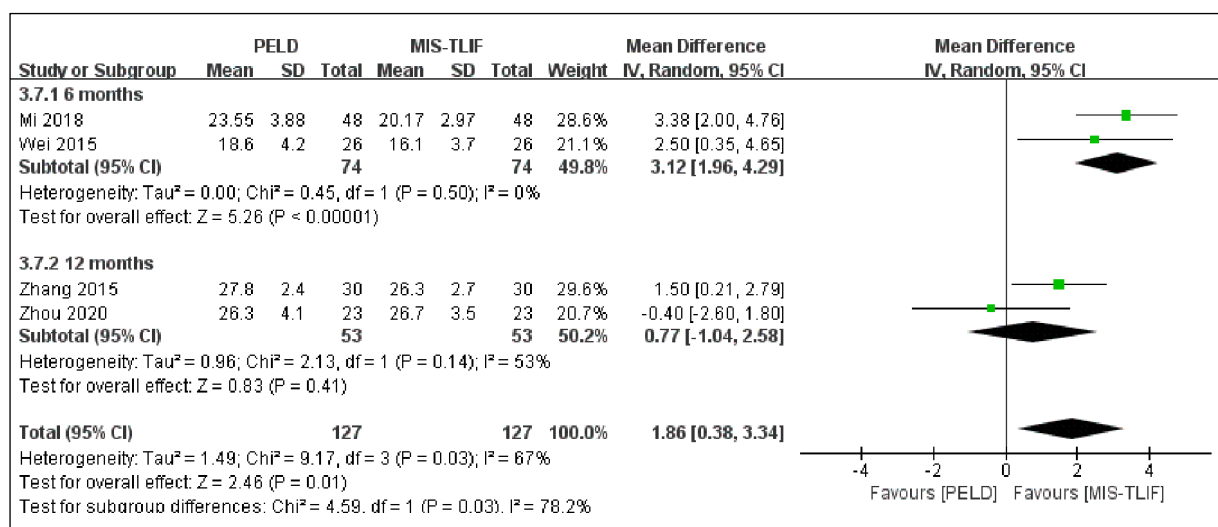 PELD MIS-TLIF Mean Difference Mean Difference
Study or Subgroup Mean SD Total Mean SD Total Weight IV, Random, 95% CI IV, Random, 95% CI
3.7.1 6 months
Mi 2018 23.55 3.88 48 20.17 2.97 48 28.6% 3.38 [2.00, 4.76]
Wei 2015 18.6 4.2 26 16.1 3.7 26 21.1% 2.50 [0.35, 4.65]
Subtotal (95% CI) 74 74 49.8% 3.12 [1.96, 4.29]
Heterogeneity: Tau² = 0.00; Chi² = 0.45, df = 1 (P = 0.50); I² = 0%
Test for overall effect: Z = 5.26 (P < 0.00001)
3.7.2 12 months
Zhang 2015 27.8 2.4 30 26.3 2.7 30 29.6% 1.50 [0.21, 2.79]
Zhou 2020 26.3 4.1 23 26.7 3.5 23 20.7% -0.40 [-2.60, 1.80]
Subtotal (95% CI) 53 53 50.2% 0.77 [-1.04, 2.58]
Heterogeneity: Tau² = 0.96; Chi² = 2.13, df = 1 (P = 0.14); I² = 53%
Test for overall effect: Z = 0.83 (P = 0.41)
Total (95% CI) 127 127 100.0% 1.86 [0.38, 3.34]
Heterogeneity: Tau² = 1.49; Chi² = 9.17, df = 3 (P = 0.03); I² = 67%
Test for overall effect: Z = 2.46 (P = 0.01)
Test for subgroup differences: Chi² = 4.59, df = 1 (P = 0.03), I² = 78.2%
-4 -2 0 2 4
Favours [PELD] Favours [MIS-TLIF]